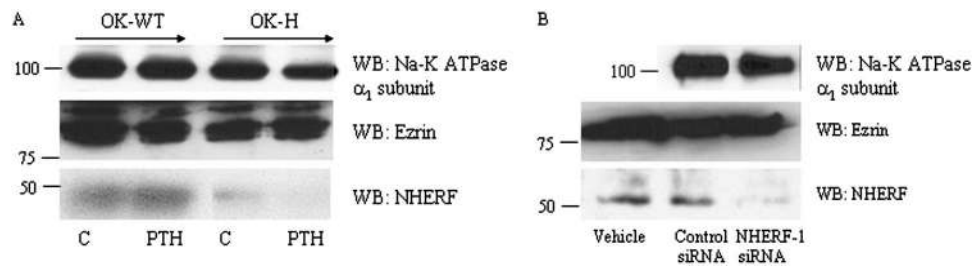 A
OK-WT
OK-H
100
WB: Na-K ATPase
α₁ subunit
WB: Ezrin
75
50
WB: NHERF
C
PTH
C
PTH
B
100
WB: Na-K ATPase
α₁ subunit
75
WB: Ezrin
50
WB: NHERF
Vehicle
Control
siRNA
NHERF-1
siRNA